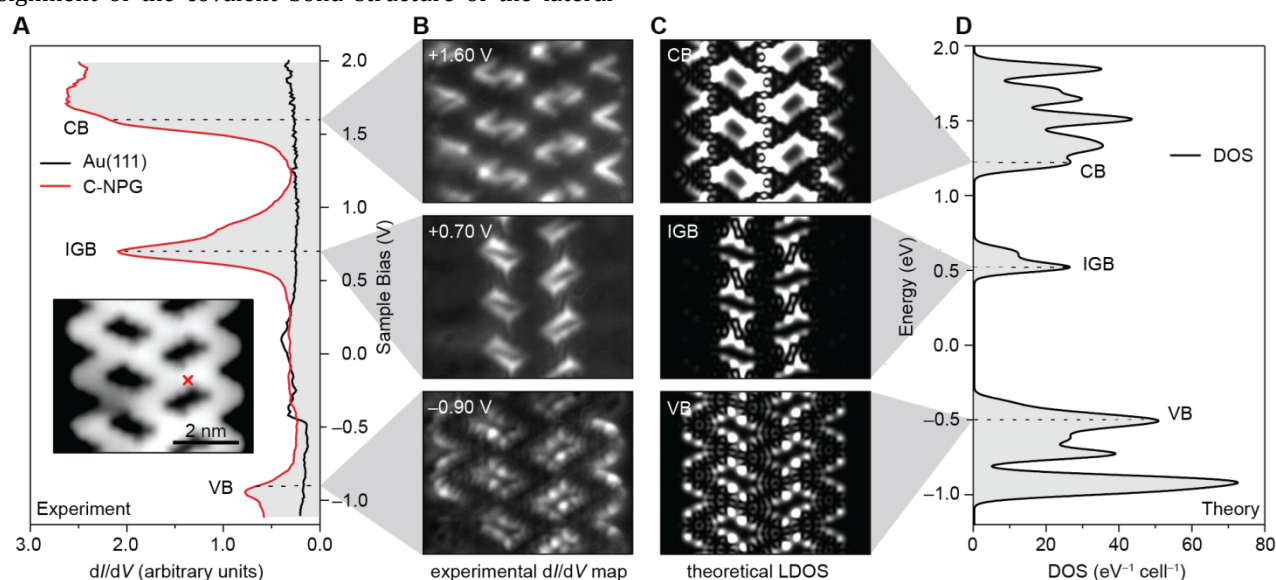 signment of the covalent bond structure of the lateral
A
B
C
D
3.0
2.0
1.0
0.0
dI/dV (arbitrary units)
2.0
1.5
1.0
0.5
0.0
−0.5
−1.0
Sample Bias (V)
CB
IGB
VB
Au(111)
C-NPG
2 nm
Experiment
+1.60 V
+0.70 V
−0.90 V
experimental dI/dV map
CB
IGB
VB
theoretical LDOS
2.0
1.5
1.0
0.5
0.0
−0.5
−1.0
Energy (eV)
DOS
CB
IGB
VB
Theory
0
20
40
60
80
DOS (eV⁻¹ cell⁻¹)